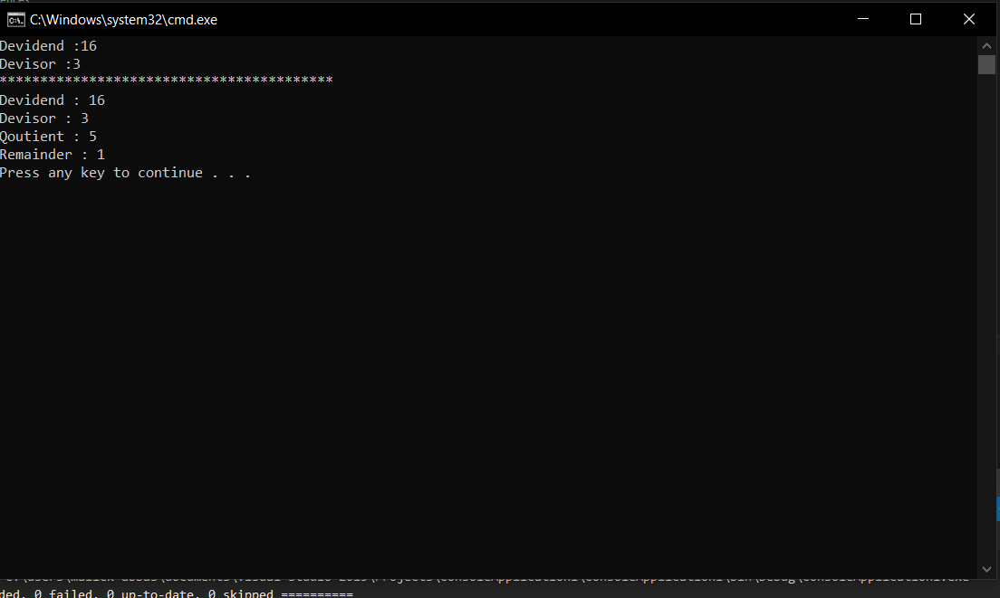 C:\Windows\system32\cmd.exe
Devidend :16
Devisor :3
*****************************************
Devidend : 16
Devisor : 3
Qoutient : 5
Remainder : 1
Press any key to continue . . .
ded, 0 failed, 0 up-to-date, 0 skipped ==========